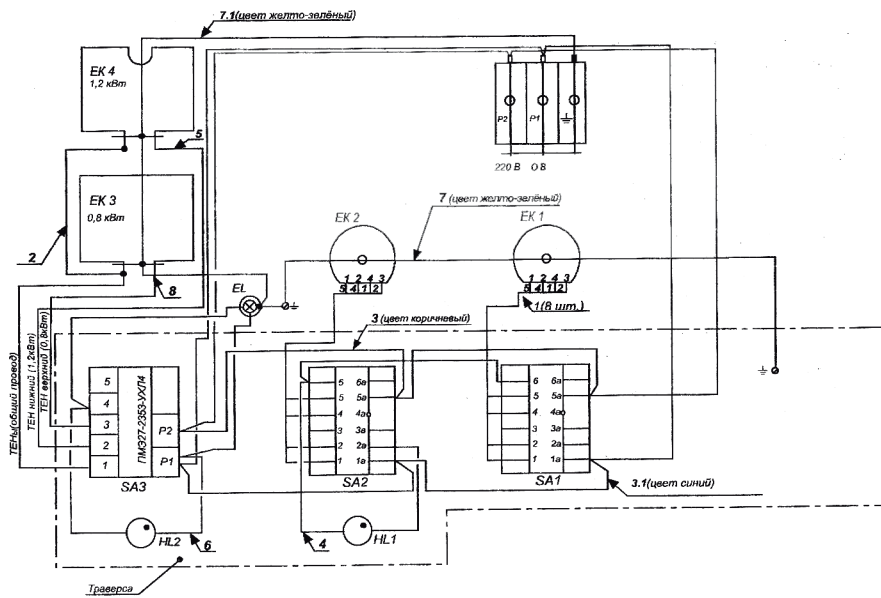 7.1(цвет желто-зелёный)
ЕК 4
1,2 кВт
5
P2
P1
220 В
0 В
ЕК 3
0,8 кВт
7 (цвет желто-зелёный)
ЕК 2
ЕК 1
2
8
EL
1 2 4 3
5 4 1 2
1 2 4 3
5 4 1 2
1(8 шт.)
3 (цвет коричневый)
ТЕНы(общий провод)
ТЕН нижний (1,2кВт)
ТЕН верхний (0,8кВт)
5
4
3
2
1
ПМЭ27-2353-УХЛ4
P2
P1
SA3
5 6а
5 5а
4 4а
3 3а
2 2а
1 1а
SA2
6 6а
5 5а
4 4а
3 3а
2 2а
1 1а
SA1
3.1(цвет синий)
HL2
6
4
HL1
Траверса